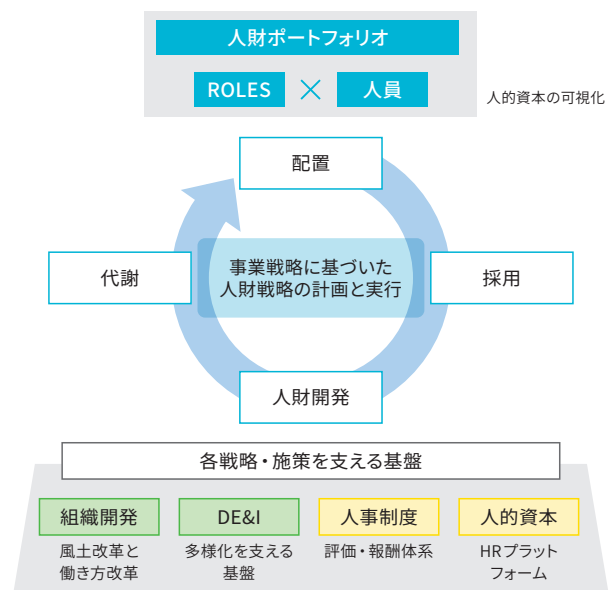 人財ポートフォリオ
ROLES × 人員
人的資本の可視化
配置
代謝
事業戦略に基づいた
人財戦略の計画と実行
採用
人財開発
各戦略・施策を支える基盤
組織開発
風土改革と
働き方改革
DE&I
多様化を支える
基盤
人事制度
評価・報酬体系
人的資本
HRプラット
フォーム